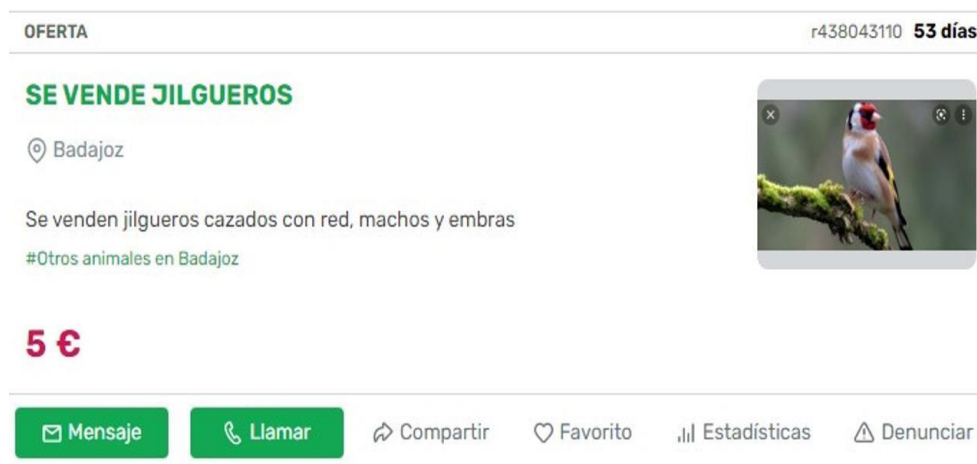 OFERTA
r438043110 53 días
SE VENDE JILGUEROS
Badajoz
Se venden jilgueros cazados con red, machos y embras
#Otros animales en Badajoz
5 €
Mensaje
Llamar
Compartir
Favorito
Estadísticas
Denunciar